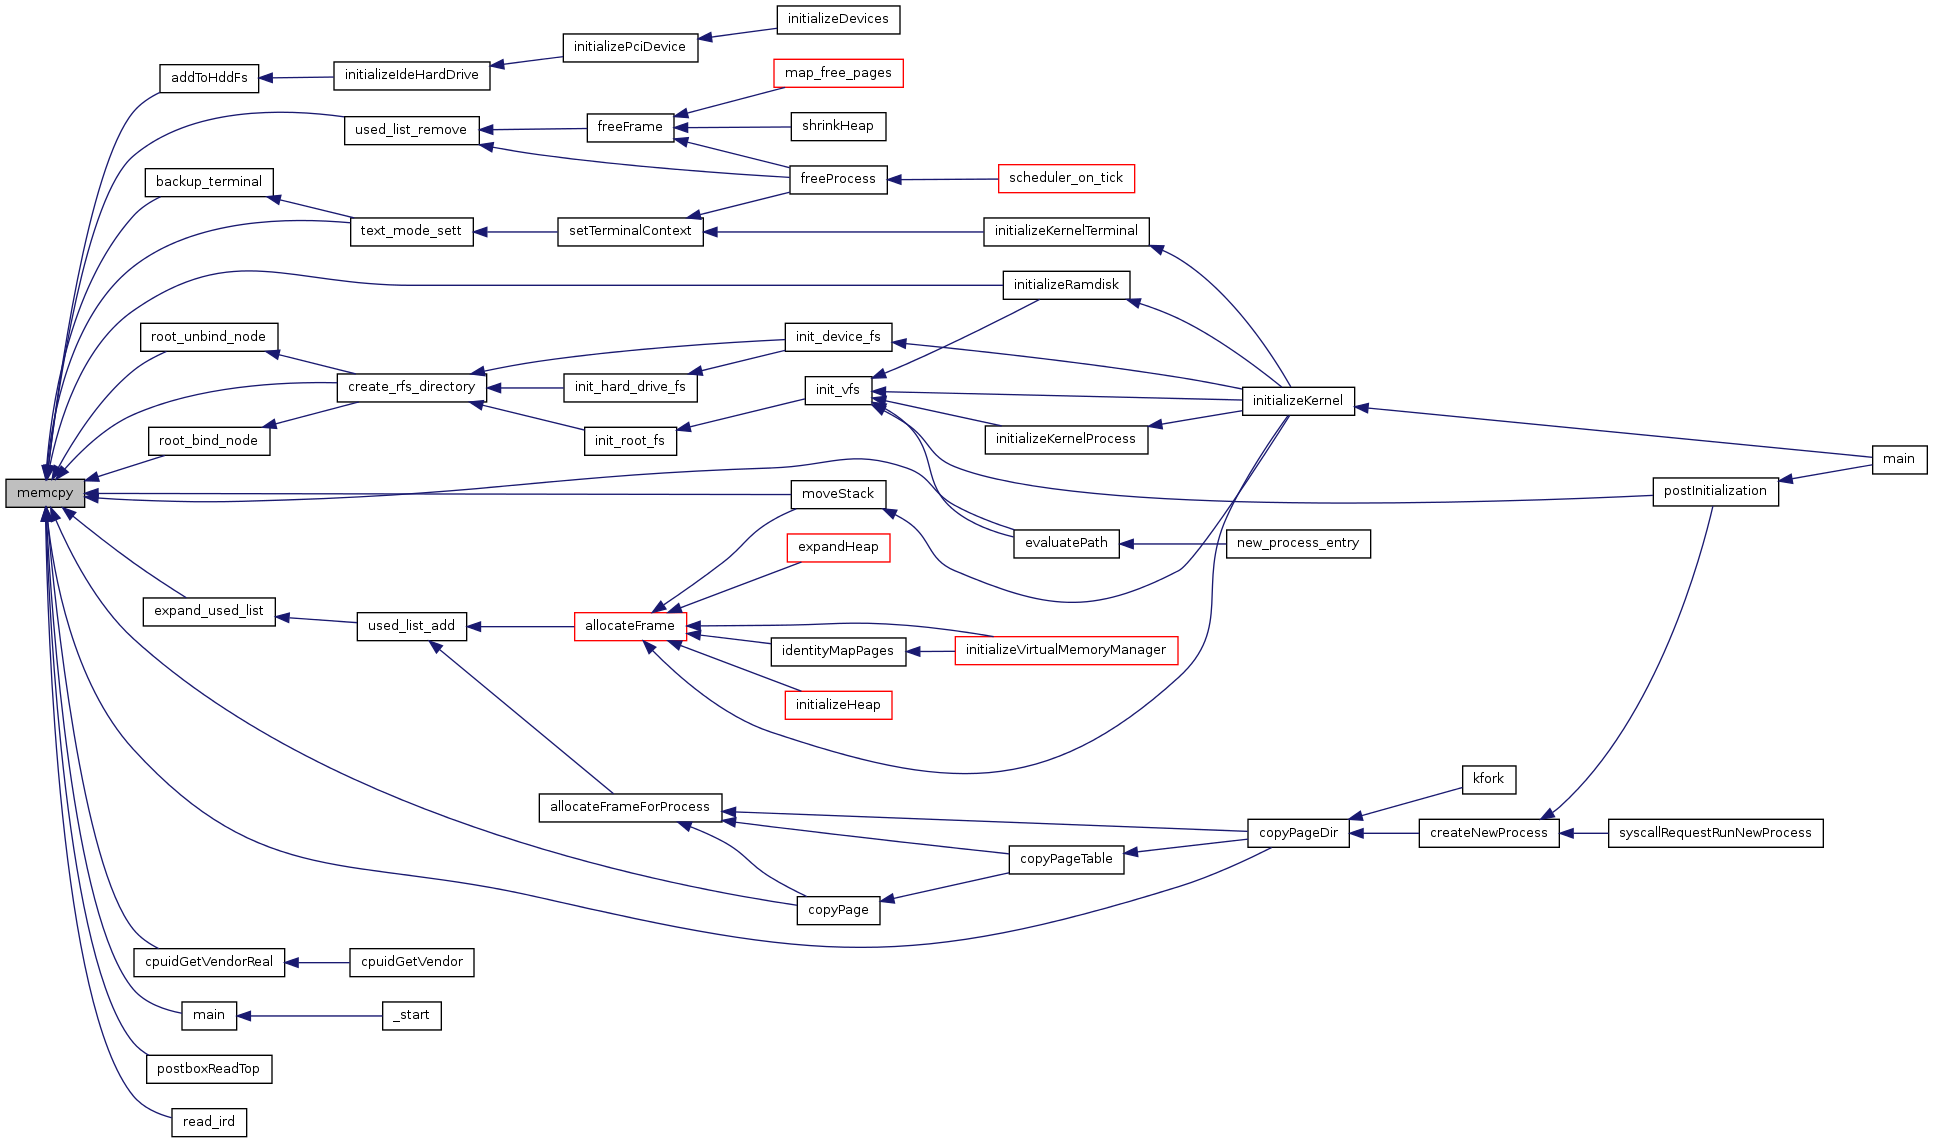 initializeDevices
initializePciDevice
addToHddFs
initializeIdeHardDrive
map_free_pages
used_list_remove
freeFrame
shrinkHeap
backup_terminal
freeProcess
scheduler_on_tick
text_mode_sett
setTerminalContext
initializeKernelTerminal
initializeRamdisk
root_unbind_node
init_device_fs
create_rfs_directory
init_hard_drive_fs
init_vfs
initializeKernel
root_bind_node
init_root_fs
initializeKernelProcess
main
memcpy
moveStack
postInitialization
evaluatePath
new_process_entry
expandHeap
expand_used_list
used_list_add
allocateFrame
identityMapPages
initializeVirtualMemoryManager
initializeHeap
kfork
allocateFrameForProcess
copyPageDir
createNewProcess
syscallRequestRunNewProcess
copyPageTable
copyPage
cpuidGetVendorReal
cpuidGetVendor
main
_start
postboxReadTop
read_ird